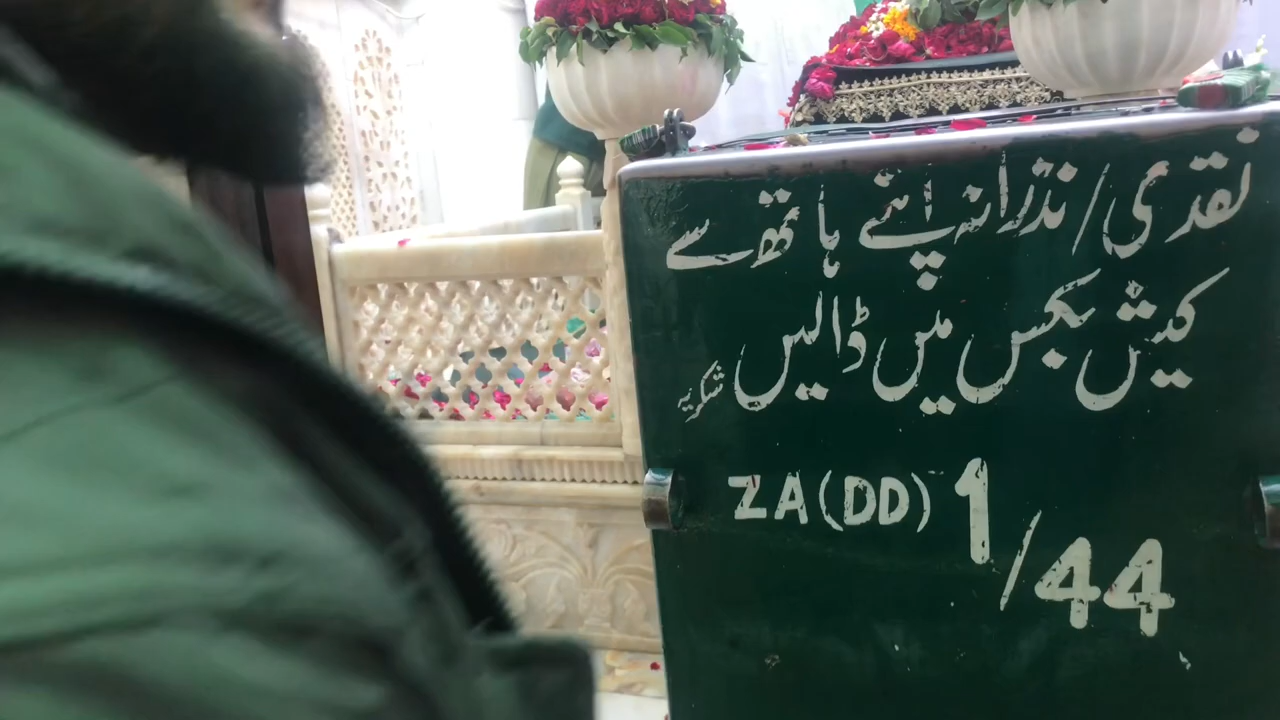 نقدی/نذرانہ اپنے ہاتھ سے
کیش بکس میں ڈالیں شکریہ
ZA(DD) 1/44